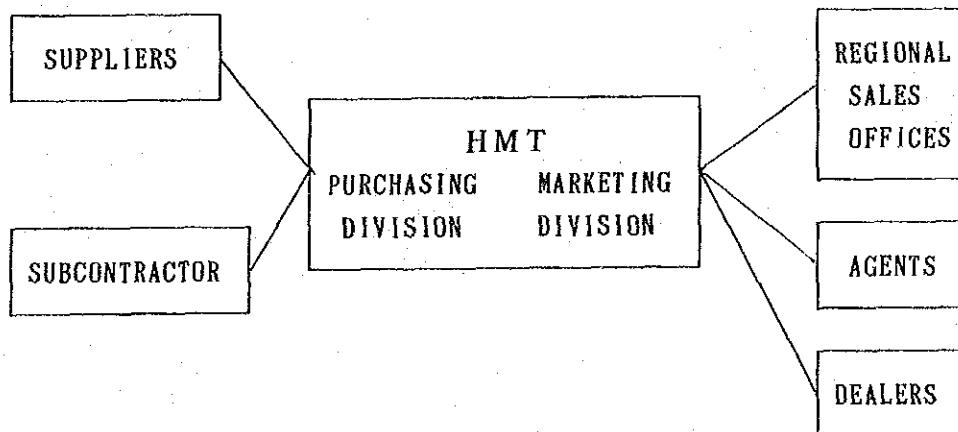 SUPPLIERS
SUBCONTRACTOR
HMT
PURCHASING MARKETING
DIVISION DIVISION
REGIONAL
SALES
OFFICES
AGENTS
DEALERS